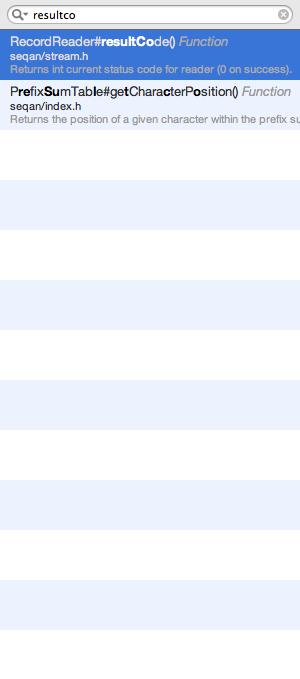 resultco
RecordReader#resultCode() Function
seqan/stream.h
Returns int current status code for reader (0 on success).
PrefixSumTable#getCharacterPosition() Function
seqan/index.h
Returns the position of a given character within the prefix su